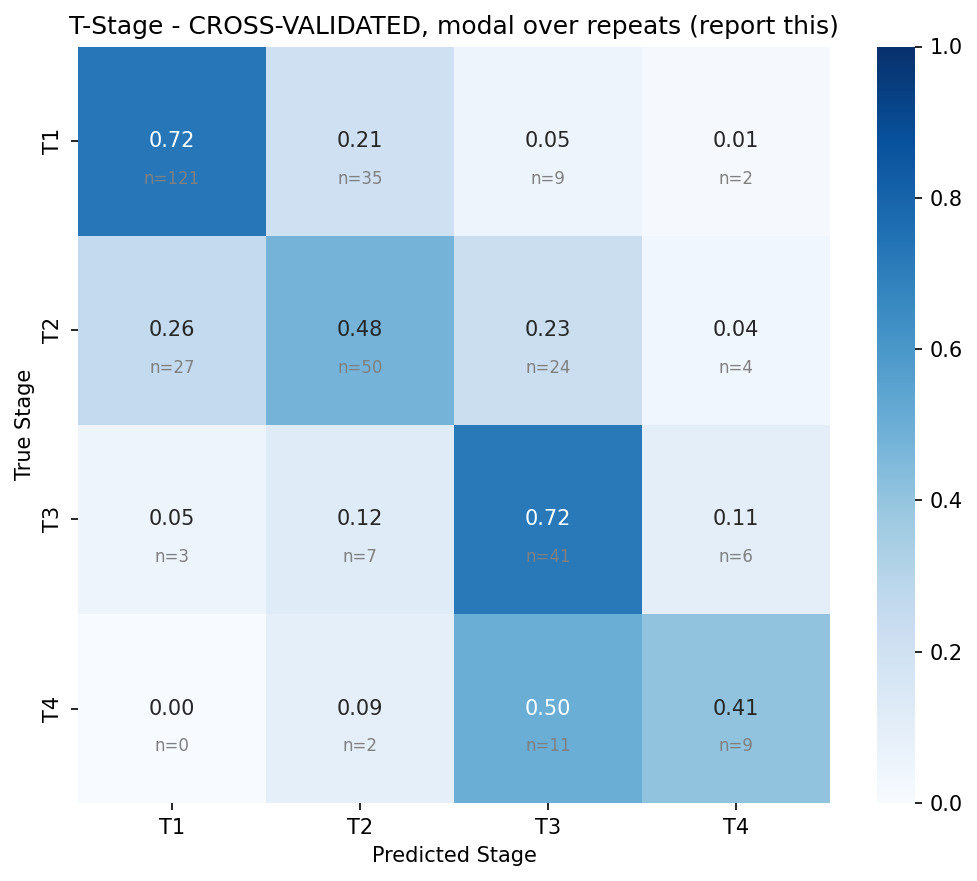 T-Stage - CROSS-VALIDATED, modal over repeats (report this)
T1
0.72
n=121
0.21
n=35
0.05
n=9
0.01
n=2
T2
0.26
n=27
0.48
n=50
0.23
n=24
0.04
n=4
T3
0.05
n=3
0.12
n=7
0.72
n=41
0.11
n=6
T4
0.00
n=0
0.09
n=2
0.50
n=11
0.41
n=9
True Stage
T1
T2
T3
T4
Predicted Stage
1.0
0.8
0.6
0.4
0.2
0.0